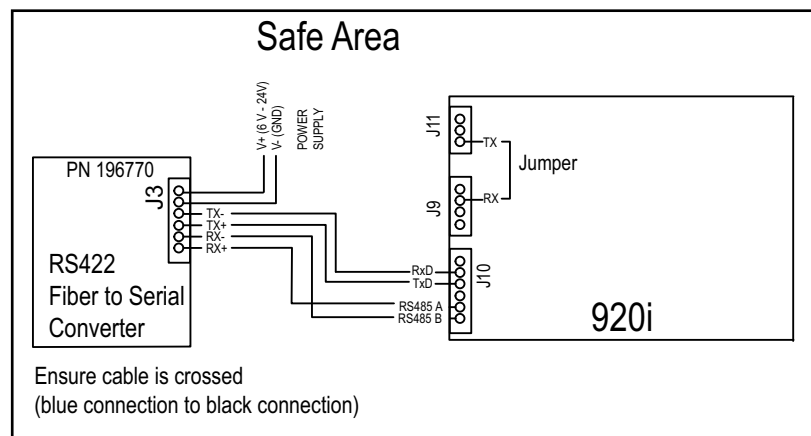 Safe Area
V+ (6 V - 24V)
V- (GND)
POWER
SUPPLY
PN 196770
J3
TX-
TX+
RX-
RX+
RS422
Fiber to Serial
Converter
J11
TX
Jumper
J9
RX
J10
RxD
TxD
RS485 A
RS485 B
920i
Ensure cable is crossed
(blue connection to black connection)